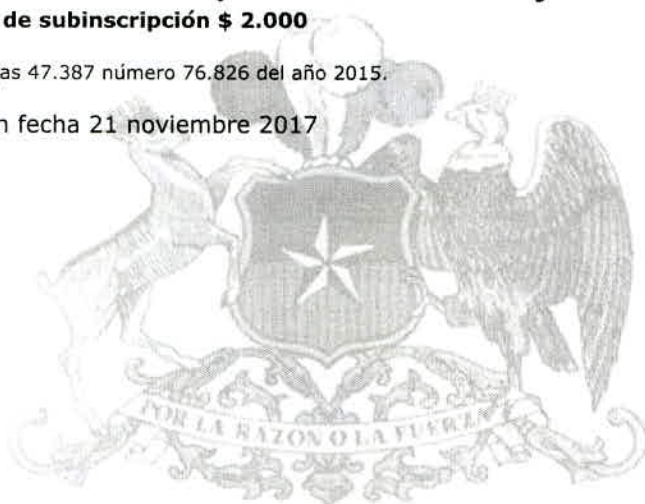 de subinscripción $ 2.000
as 47.387 número 76.826 del año 2015.
n fecha 21 noviembre 2017
POR LA RAZON O LA FUERZA